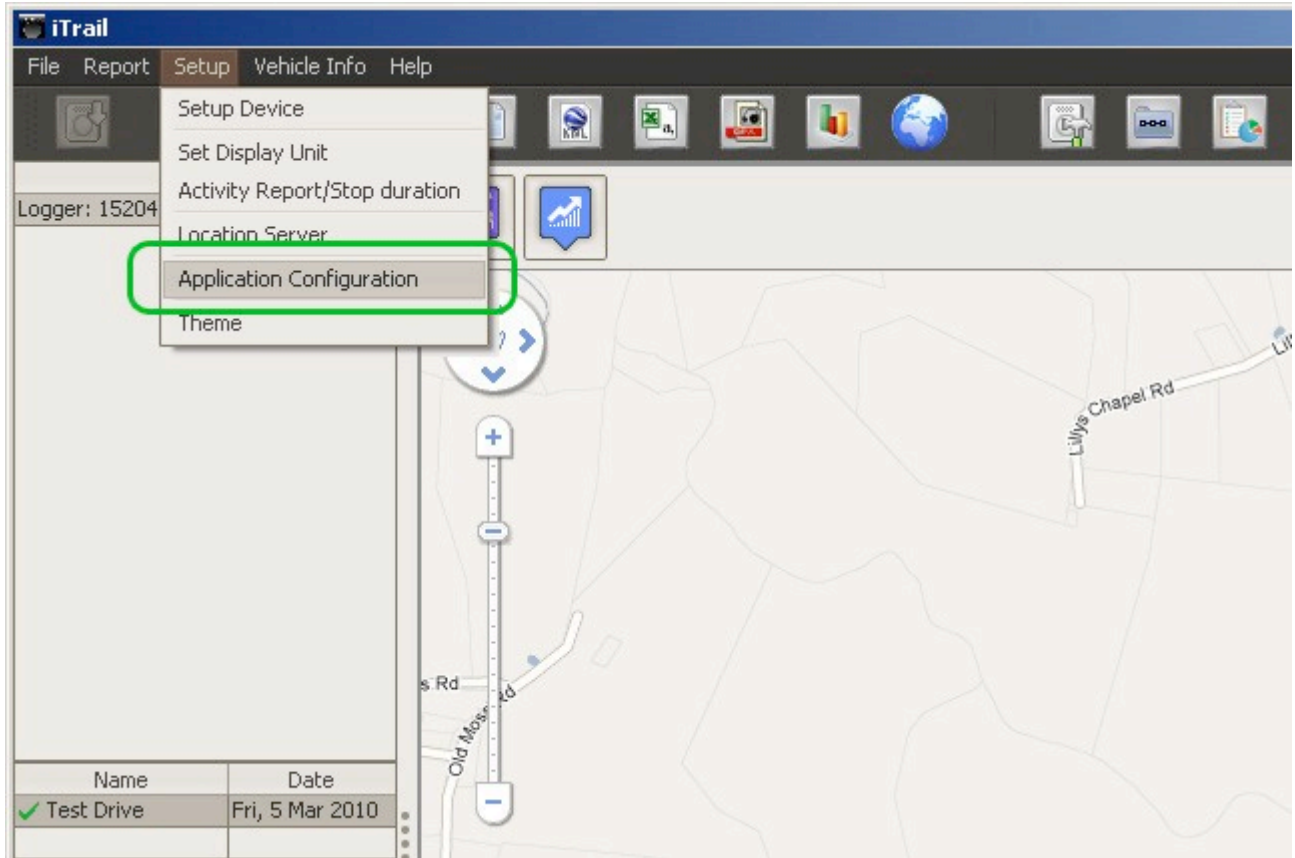 iTrail
File Report Setup Vehicle Info Help
Setup Device
Set Display Unit
Activity Report/Stop duration
Location Server
Application Configuration
Theme
KML
a,
GPX
Logger: 15204
Lillys Chapel Rd
s Rd
Old Moss Rd
Name Date
Test Drive Fri, 5 Mar 2010